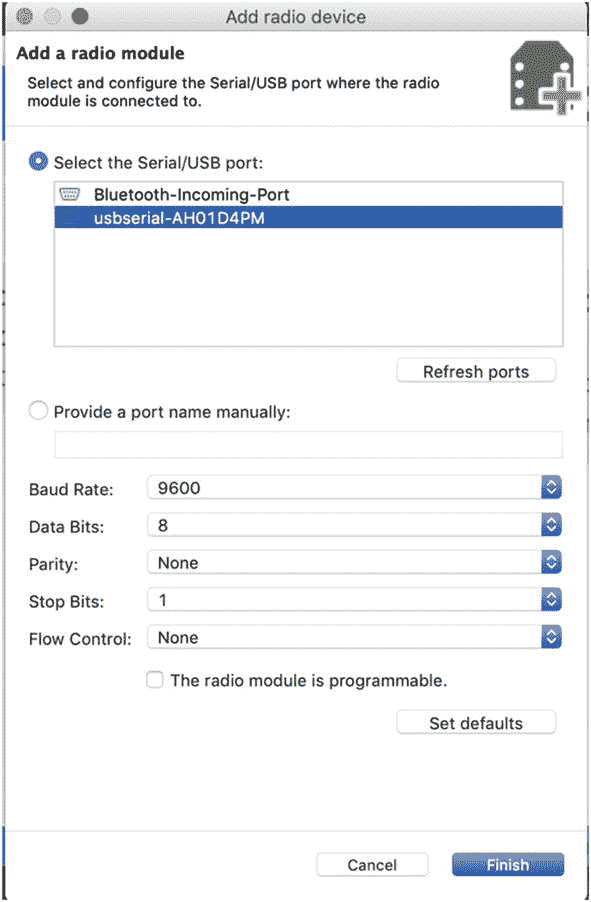 Add radio device
Add a radio module
Select and configure the Serial/USB port where the radio
module is connected to.
Select the Serial/USB port:
Bluetooth-Incoming-Port
usbserial-AH01D4PM
Refresh ports
Provide a port name manually:
Baud Rate: 9600
Data Bits: 8
Parity: None
Stop Bits: 1
Flow Control: None
The radio module is programmable.
Set defaults
Cancel Finish